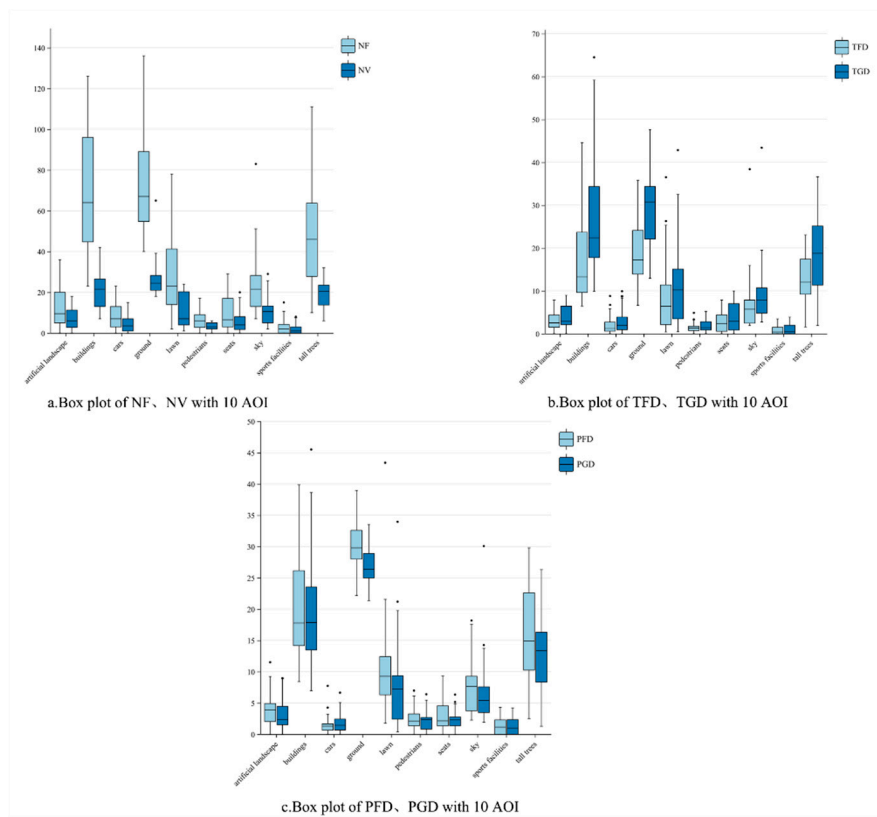 140
120
100
80
60
40
20
0
NF
NV
artificial landscape
buildings
cars
ground
lawn
pedestrians
seats
sky
sports facilities
tall trees
a.Box plot of NF、NV with 10 AOI
70
60
50
40
30
20
10
0
TFD
TGD
artificial landscape
buildings
cars
ground
lawn
pedestrians
seats
sky
sports facilities
tall trees
b.Box plot of TFD、TGD with 10 AOI
50
45
40
35
30
25
20
15
10
5
0
PFD
PGD
artificial landscape
buildings
cars
ground
lawn
pedestrians
seats
sky
sports facilities
tall trees
c.Box plot of PFD、PGD with 10 AOI